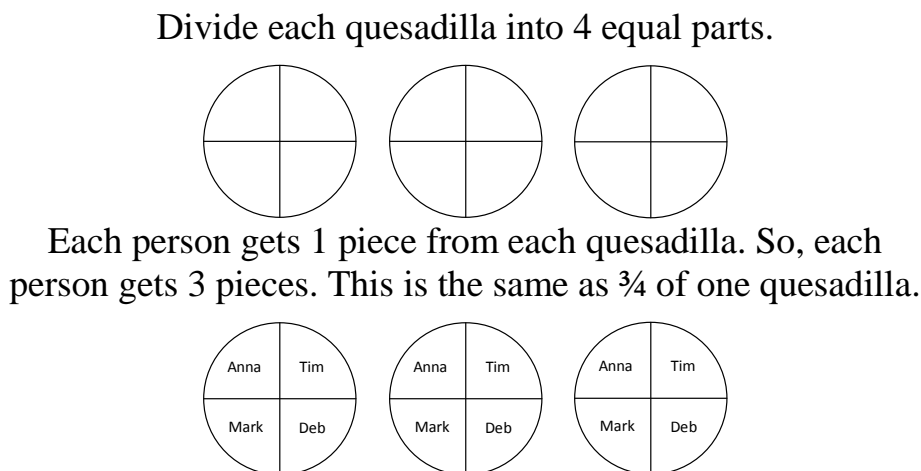 Divide each quesadilla into 4 equal parts.
Each person gets 1 piece from each quesadilla. So, each
person gets 3 pieces. This is the same as ¾ of one quesadilla.
Anna Tim Anna Tim Anna Tim
Mark Deb Mark Deb Mark Deb